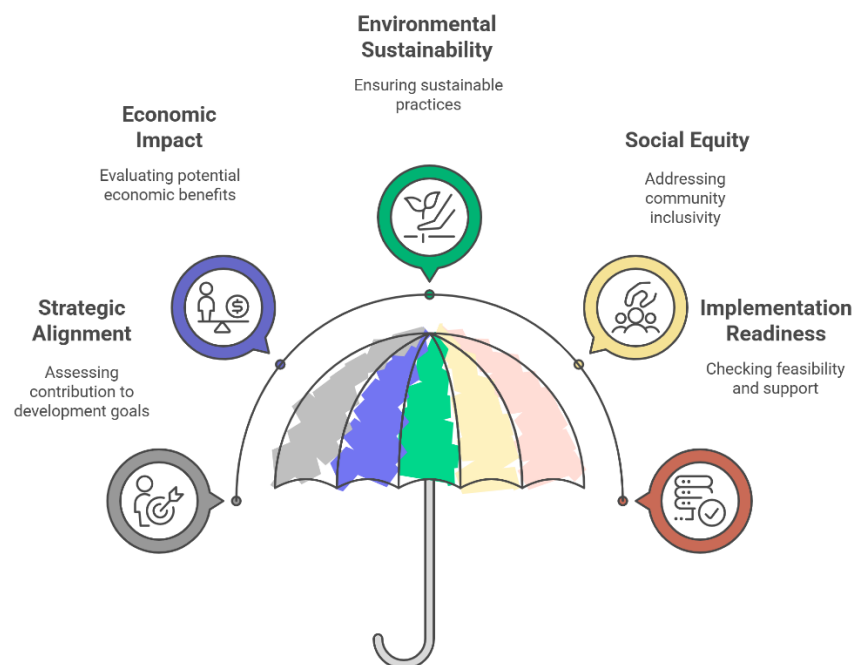 Environmental
Sustainability
Ensuring sustainable
practices
Economic
Impact
Evaluating potential
economic benefits
Social Equity
Addressing
community
inclusivity
Strategic
Alignment
Assessing
contribution to
development goals
Implementation
Readiness
Checking feasibility
and support
$